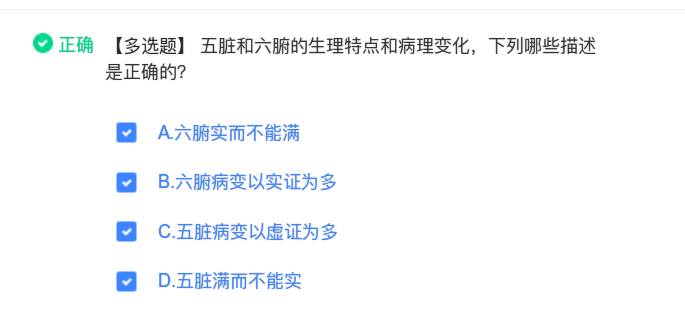 正确 【多选题】 五脏和六腑的生理特点和病理变化，下列哪些描述
是正确的?
A.六腑实而不能满
B.六腑病变以实证为多
C.五脏病变以虚证为多
D.五脏满而不能实